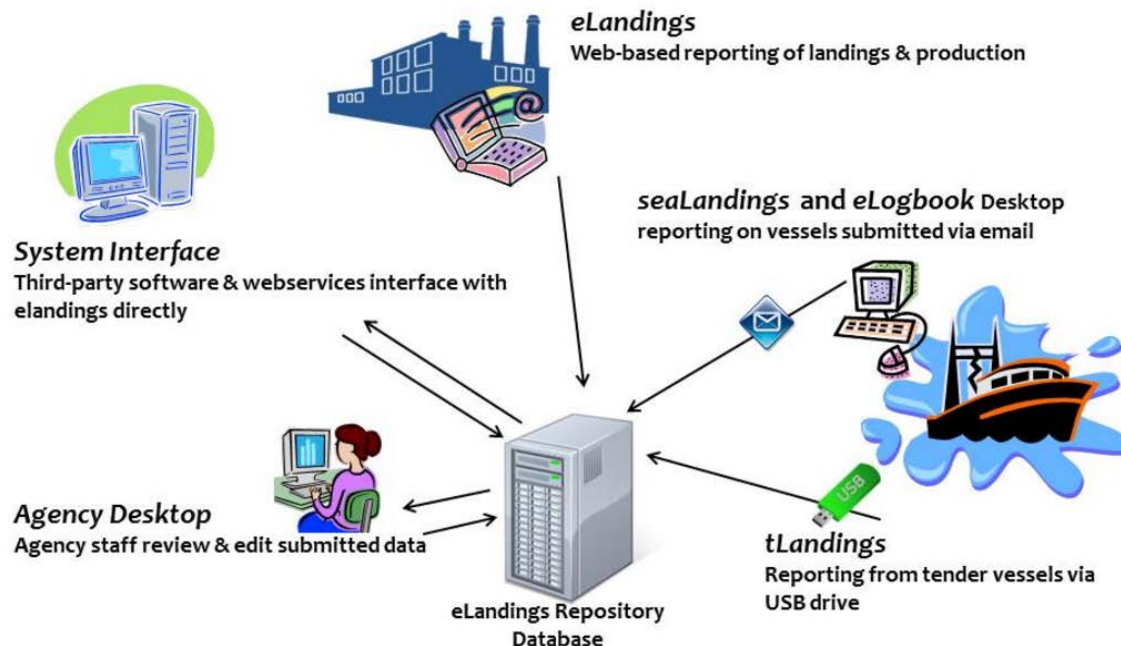 eLandings
Web-based reporting of landings & production
@
seaLandings and eLogbook Desktop
reporting on vessels submitted via email
System Interface
Third-party software & webservices interface with
elandings directly
USB
tLandings
Reporting from tender vessels via
USB drive
Agency Desktop
Agency staff review & edit submitted data
eLandings Repository
Database